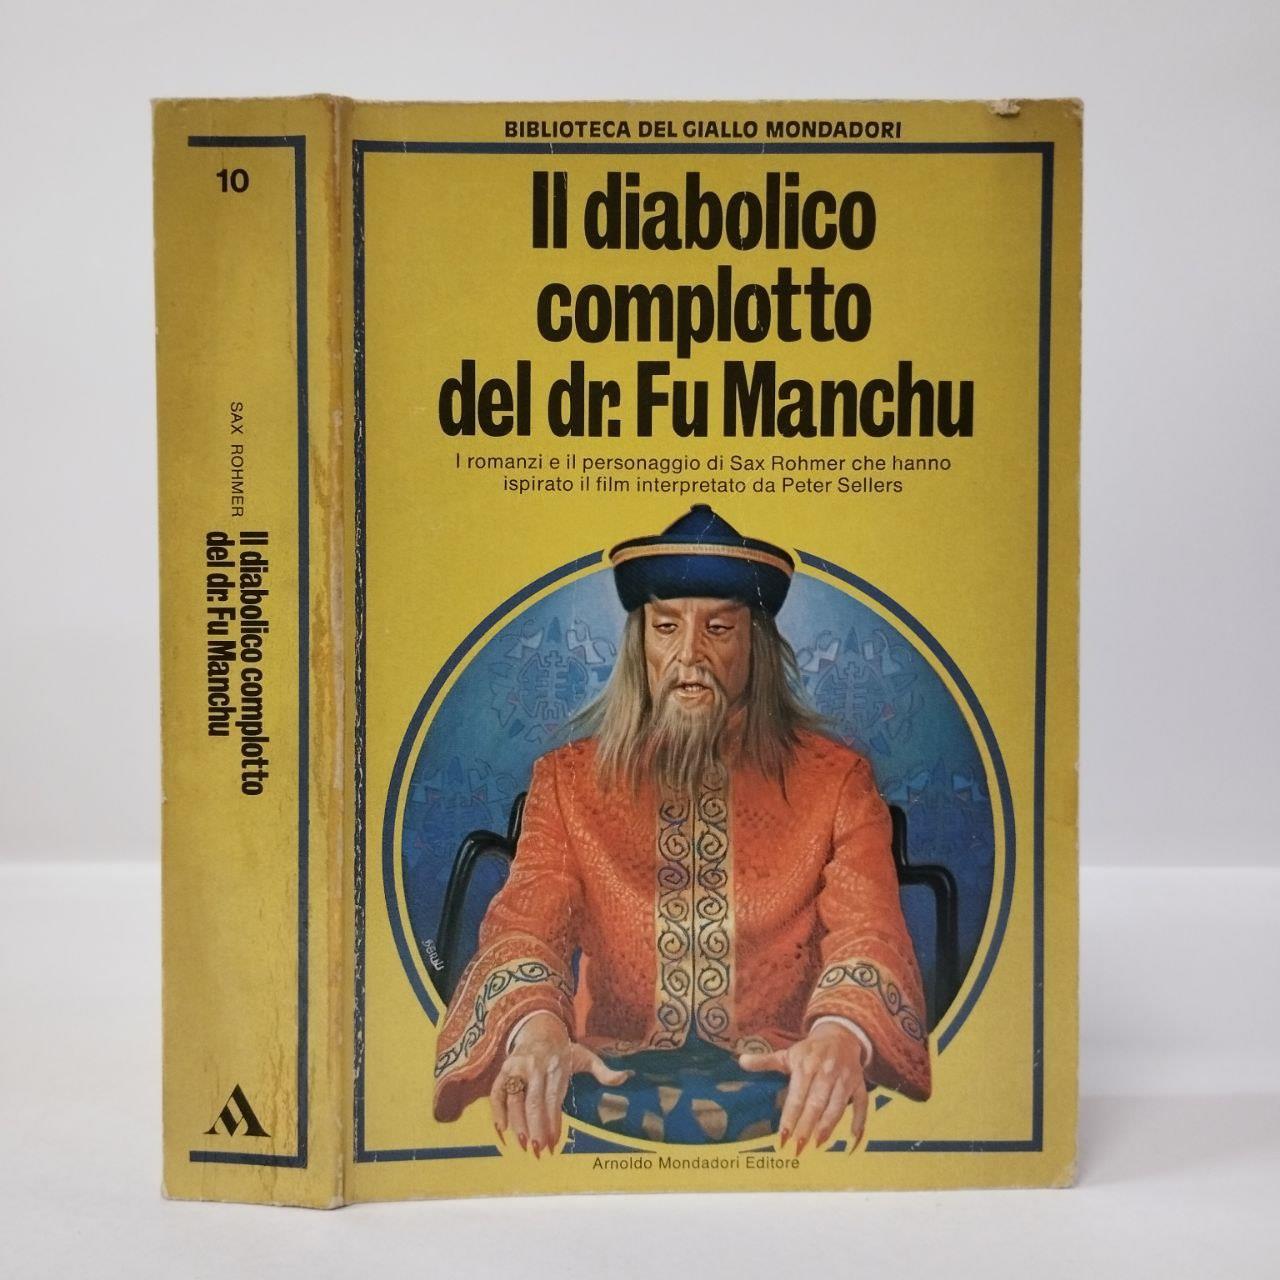 10
SAX ROHMER
Il diabolico complotto
del dr. Fu Manchu
BIBLIOTECA DEL GIALLO MONDADORI
Il diabolico
complotto
del dr. Fu Manchu
I romanzi e il personaggio di Sax Rohmer che hanno
ispirato il film interpretato da Peter Sellers
Arnoldo Mondadori Editore